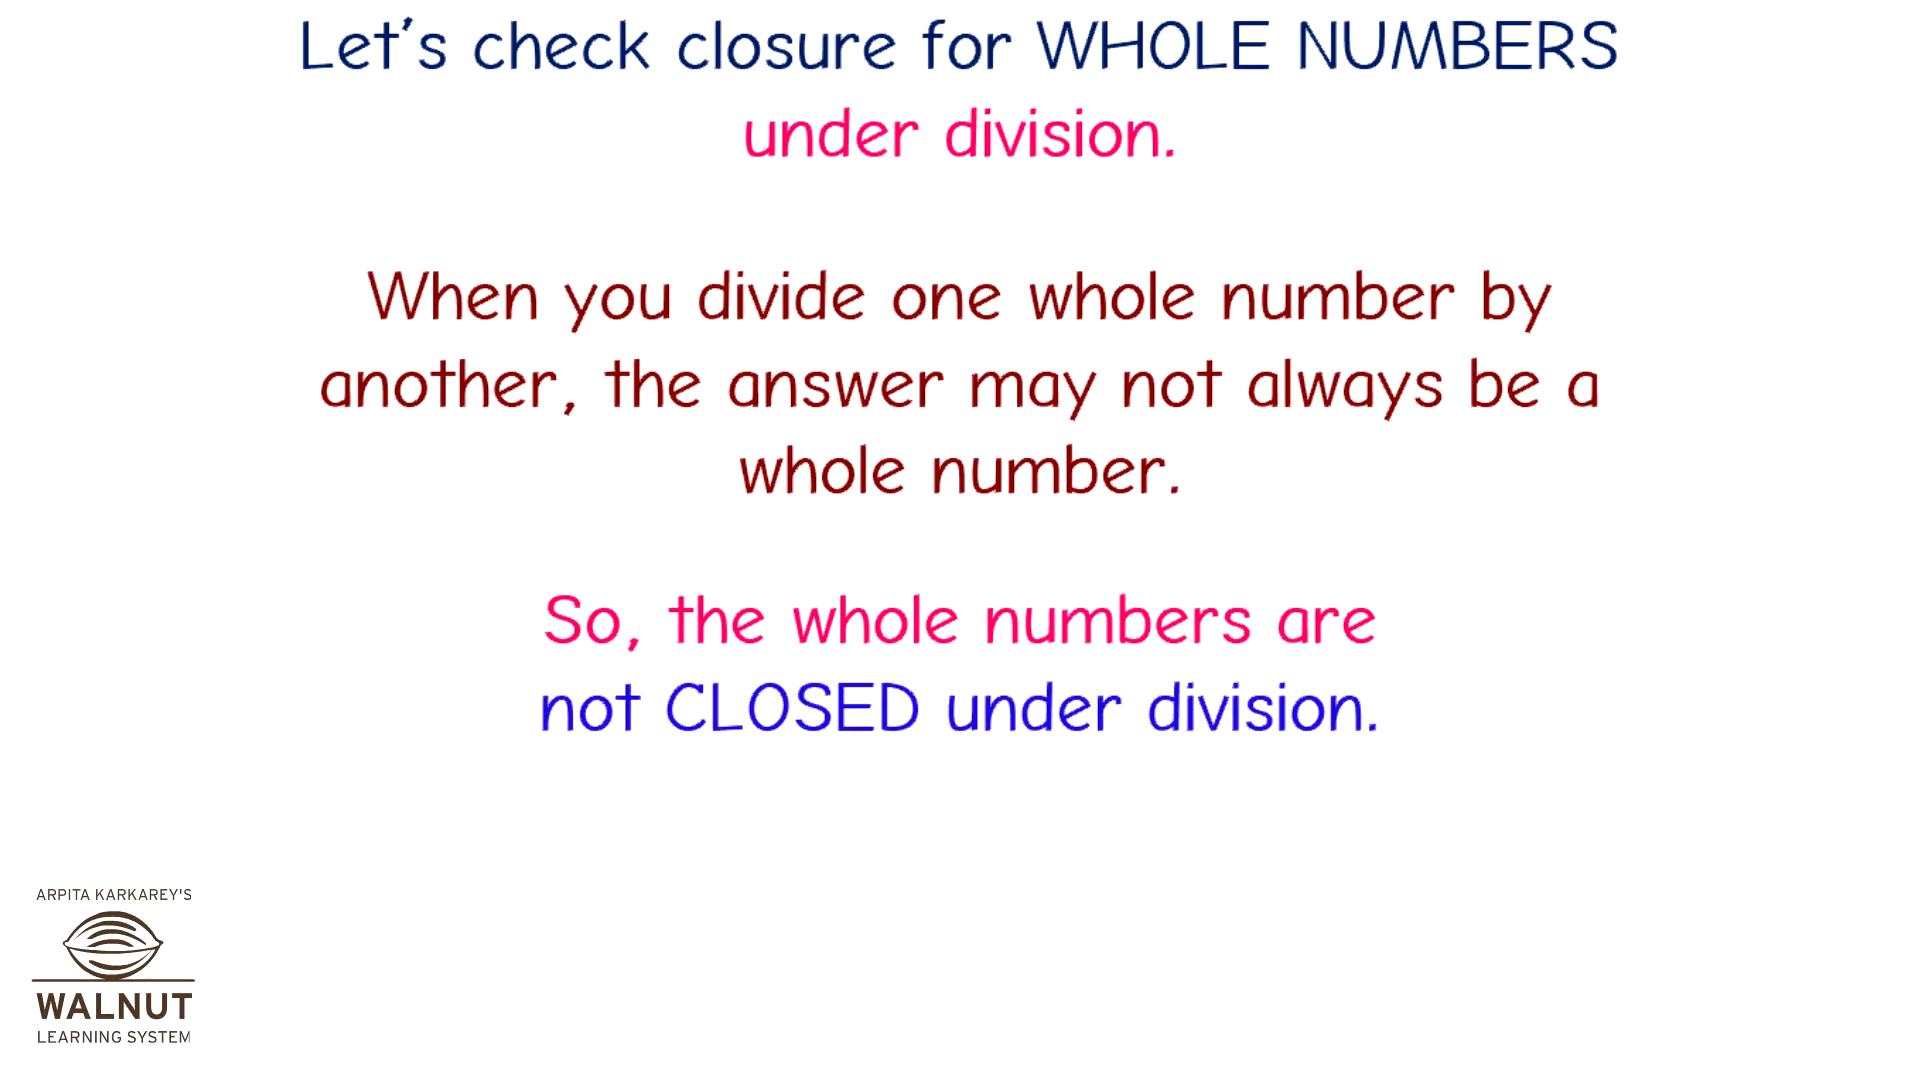 Let's check closure for WHOLE NUMBERS
under division.
When you divide one whole number by
another, the answer may not always be a
whole number.
So, the whole numbers are
not CLOSED under division.
ARPITA KARKAREY'S
WALNUT
LEARNING SYSTEM